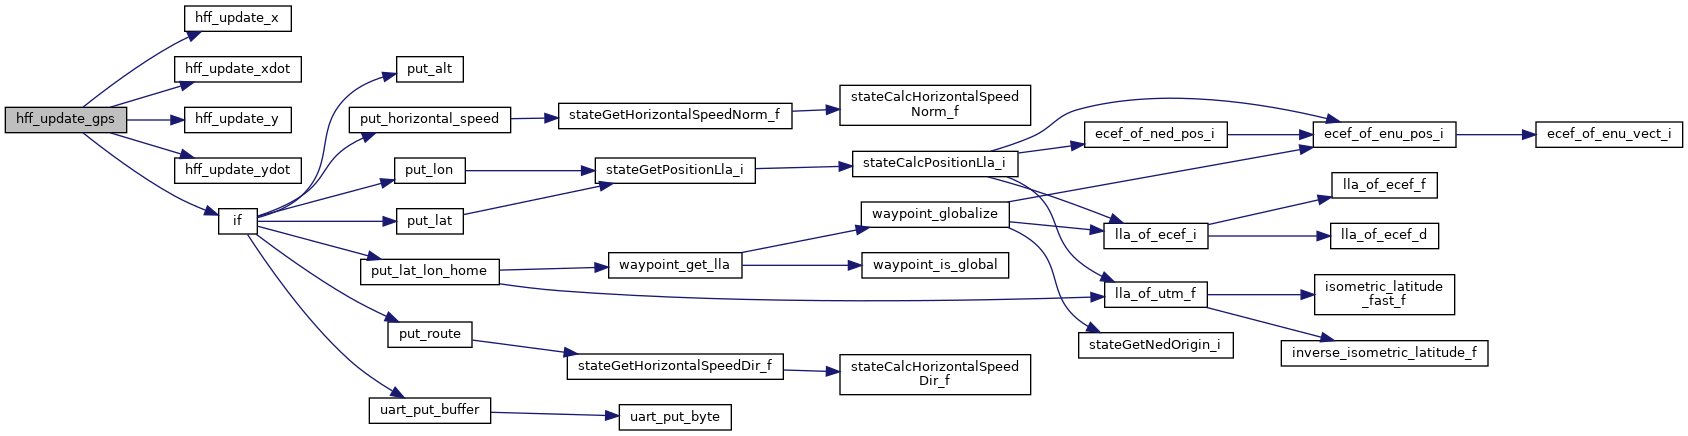 hff_update_gps
hff_update_x
hff_update_xdot
hff_update_y
hff_update_ydot
if
put_alt
put_horizontal_speed
put_lon
put_lat
put_lat_lon_home
put_route
uart_put_buffer
stateGetHorizontalSpeedNorm_f
stateGetPositionLla_i
waypoint_get_lla
stateGetHorizontalSpeedDir_f
uart_put_byte
stateCalcHorizontalSpeed
Norm_f
stateCalcPositionLla_i
waypoint_globalize
waypoint_is_global
stateCalcHorizontalSpeed
Dir_f
ecef_of_ned_pos_i
lla_of_ecef_i
lla_of_utm_f
stateGetNedOrigin_i
ecef_of_enu_pos_i
lla_of_ecef_f
lla_of_ecef_d
isometric_latitude
_fast_f
inverse_isometric_latitude_f
ecef_of_enu_vect_i